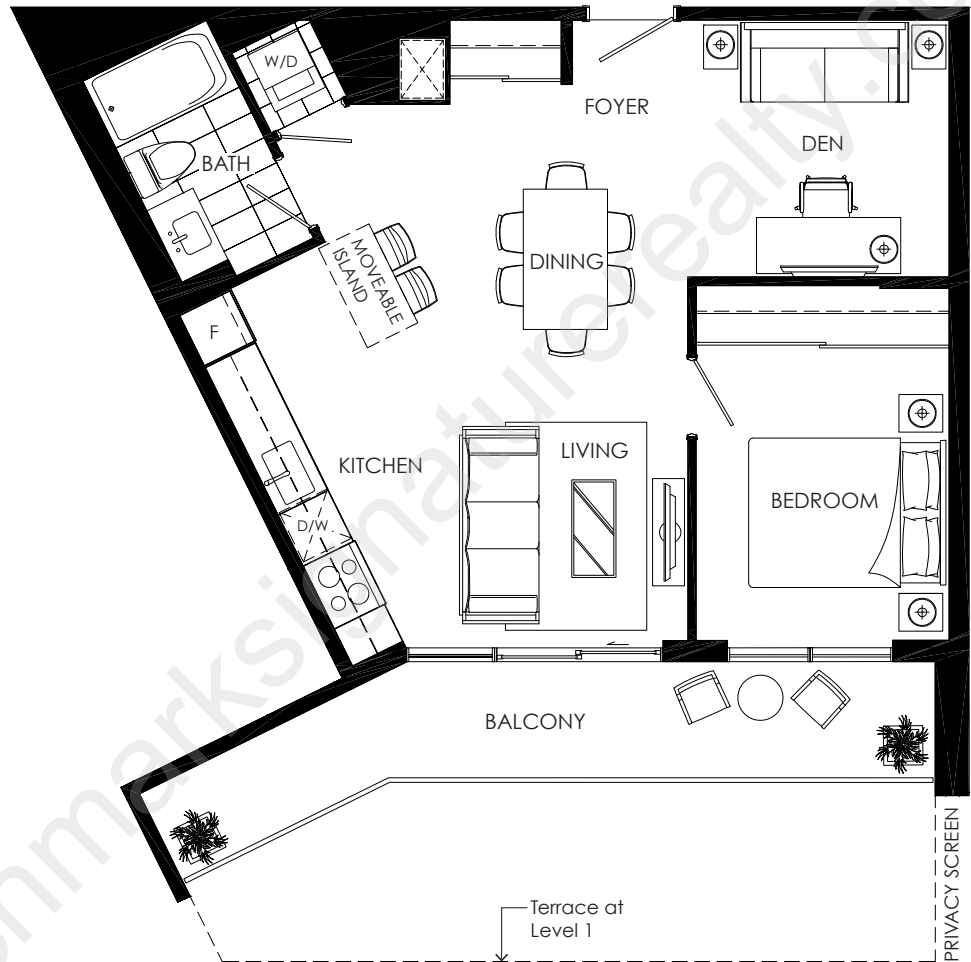 W/D
FOYER
DEN
BATH
MOVEABLE
ISLAND
DINING
F
KITCHEN
LIVING
BEDROOM
D/W
BALCONY
PRIVACY SCREEN
Terrace at
Level 1